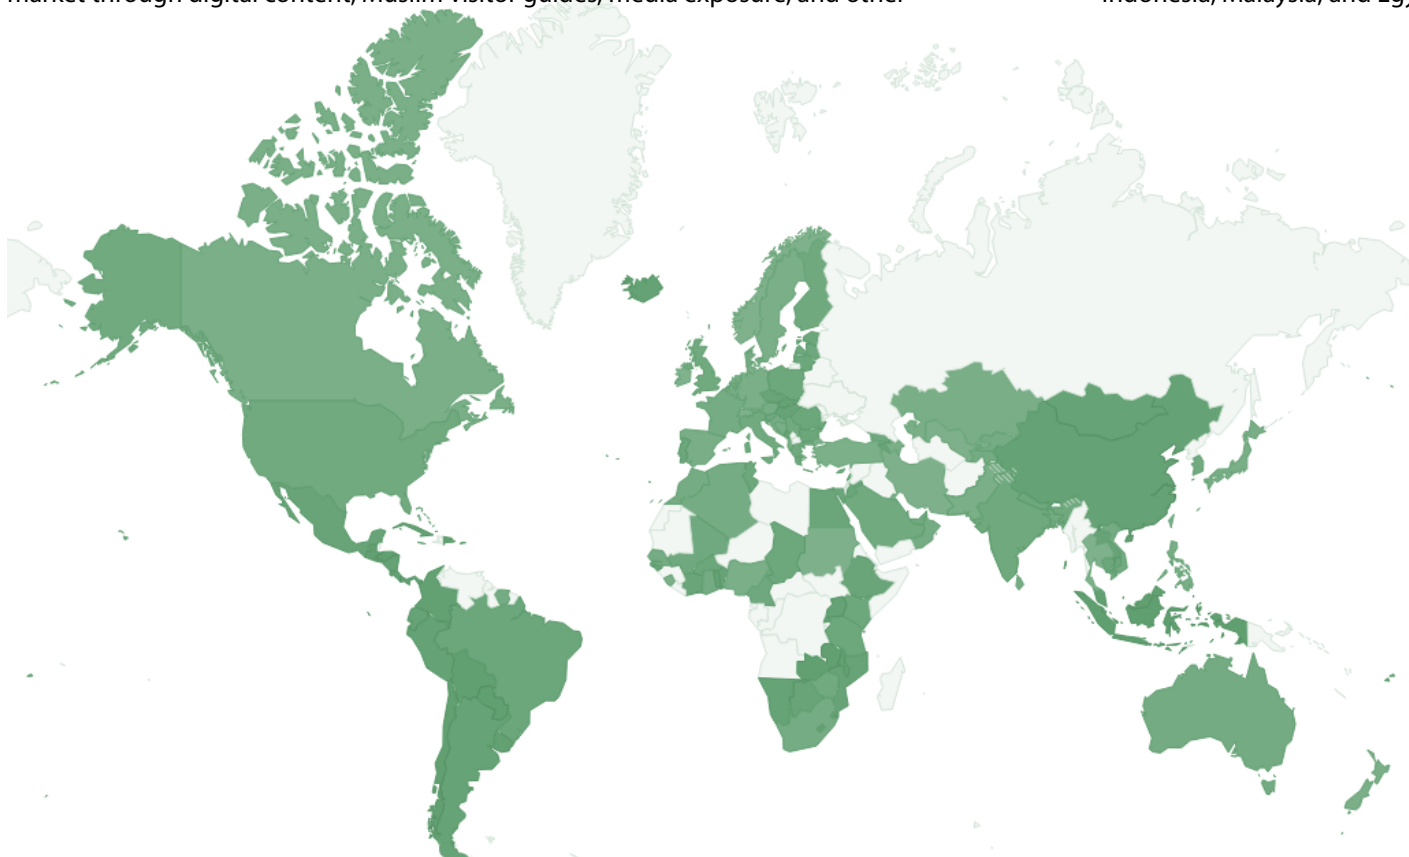 market through digital content, Muslim visitor guides, media exposure, and other
Indonesia, Malaysia, and